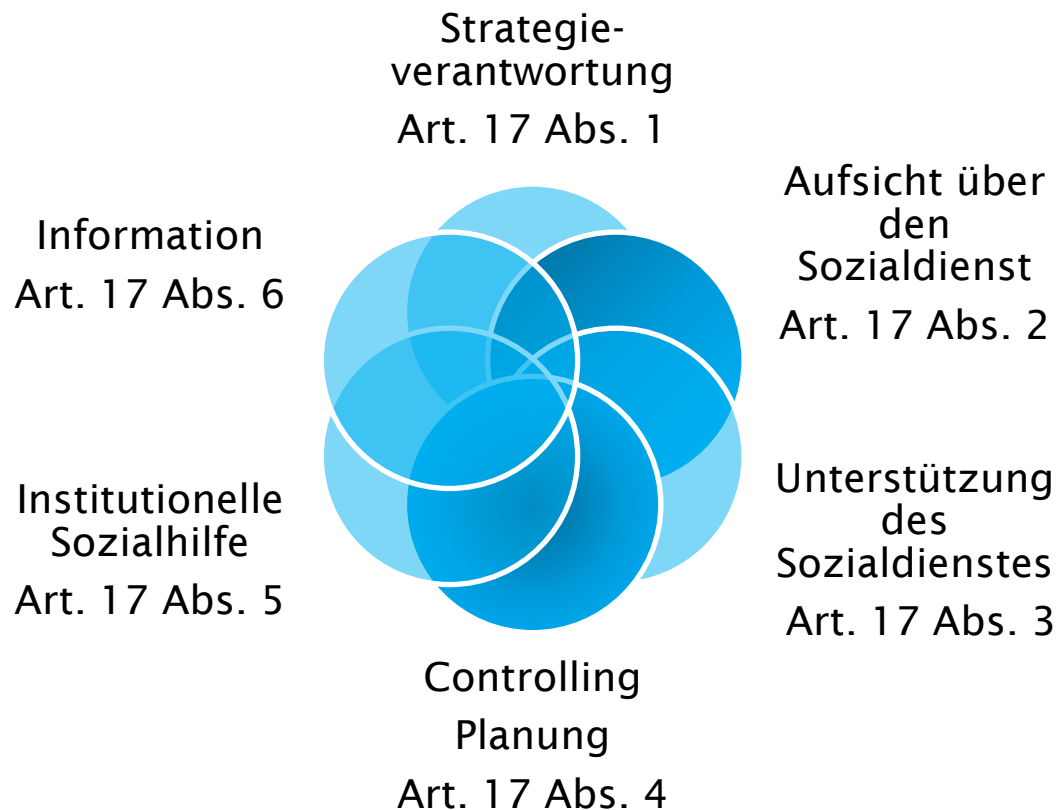 Strategie-
verantwortung
Art. 17 Abs. 1
Aufsicht über
den
Sozialdienst
Art. 17 Abs. 2
Unterstützung
des
Sozialdienstes
Art. 17 Abs. 3
Controlling
Planung
Art. 17 Abs. 4
Institutionelle
Sozialhilfe
Art. 17 Abs. 5
Information
Art. 17 Abs. 6